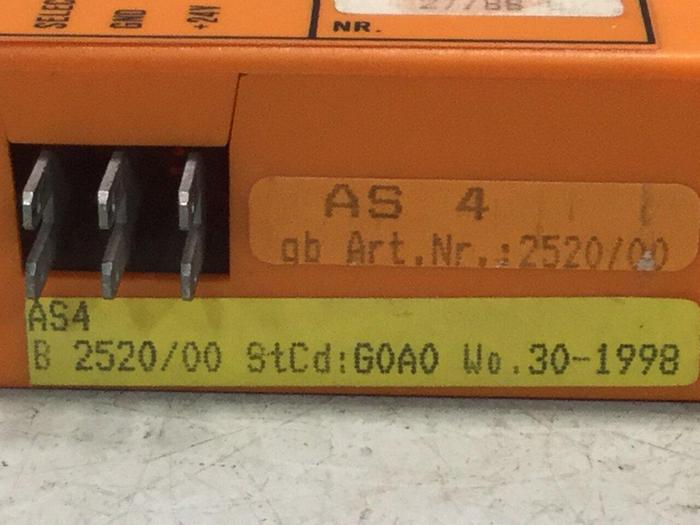 SELEC
GND
+24V
NR.
AS 4
gb Art.Nr.:2520/00
AS4
B 2520/00 StCd:G0A0 Wo.30-1998